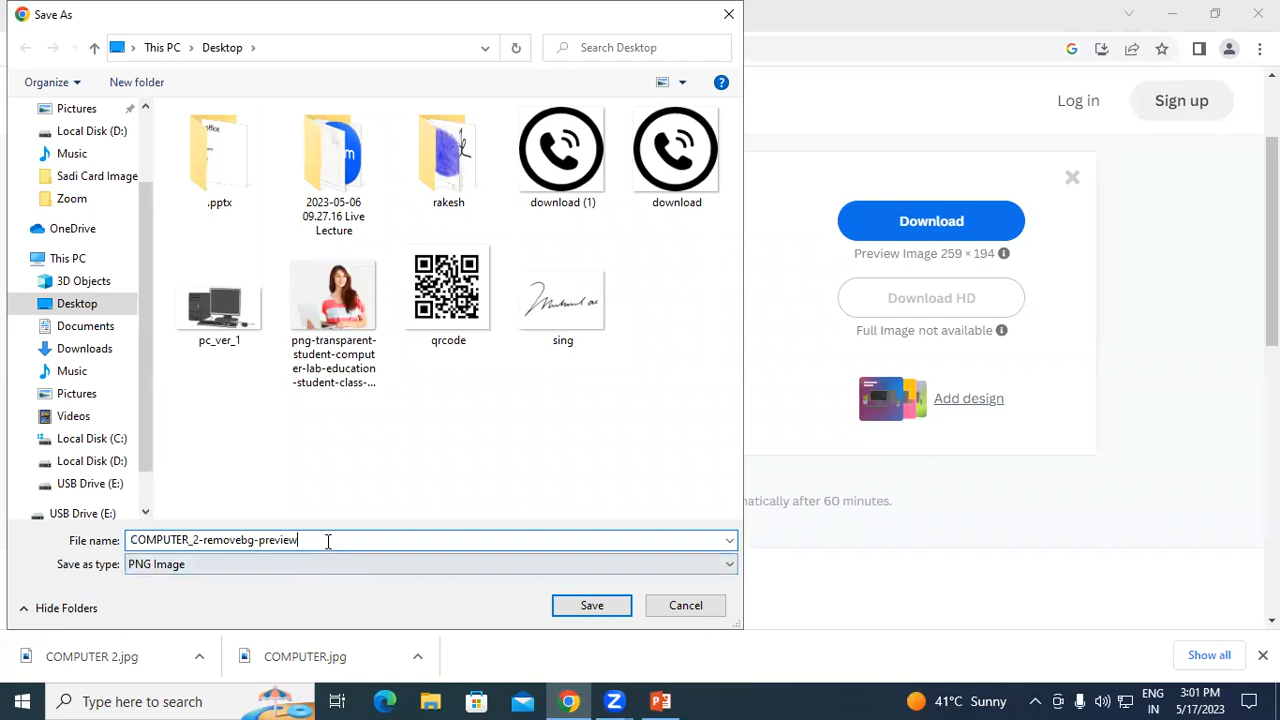 Save As
This PC
Desktop
Search Desktop
Organize
New folder
Pictures
Local Disk (D:)
Music
Sadi Card Image
Zoom
OneDrive
This PC
3D Objects
Desktop
Documents
Downloads
Music
Pictures
Videos
Local Disk (C:)
Local Disk (D:)
USB Drive (E:)
USB Drive (E:)
office
.pptx
m
2023-05-06
09.27.16 Live
Lecture
rakesh
download (1)
download
pc_ver_1
png-transparent-
student-comput
er-lab-education
-student-class-...
qrcode
sing
File name:
COMPUTER_2-removebg-preview
Save as type:
PNG Image
Hide Folders
Save
Cancel
Log in
Sign up
Download
Preview Image 259 × 194
Download HD
Full Image not available
Add design
matically after 60 minutes.
COMPUTER 2.jpg
COMPUTER.jpg
Show all
Type here to search
41°C Sunny
ENG
IN
3:01 PM
5/17/2023